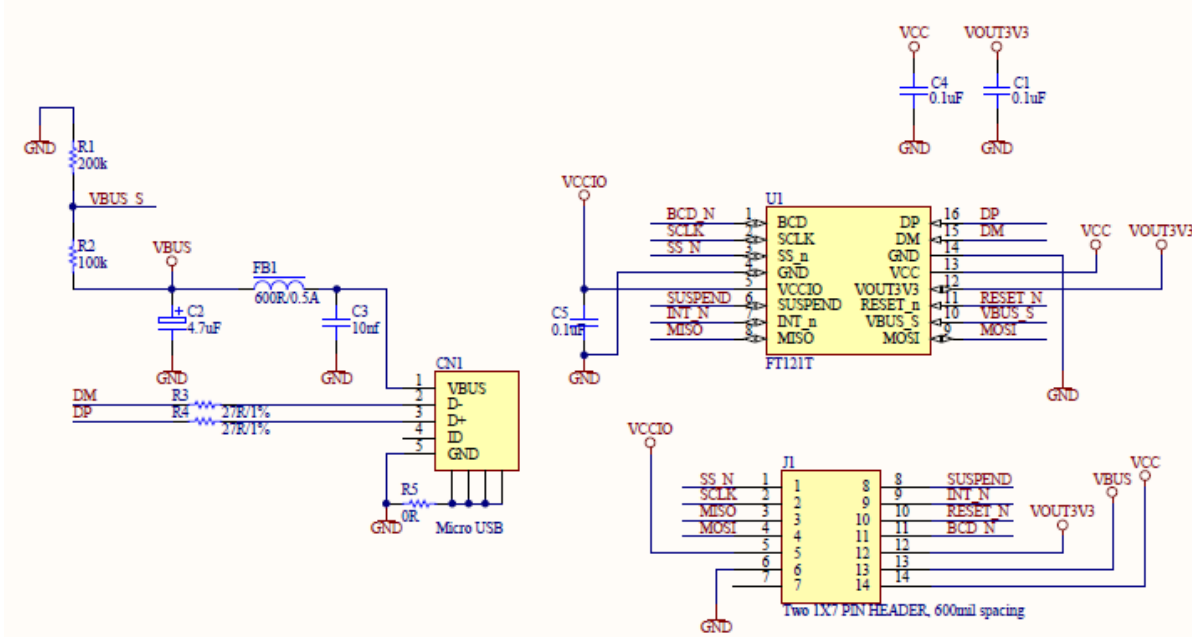 VCC VOUT3V3
C4 0.1uF C1 0.1uF
GND GND
GND
R1
200k
VBUS_S
R2
100k
VBUS
FB1
600R/0.5A
C2
4.7uF
C3
10nf
GND GND
CN1
1 VBUS
DM R3 27R/1% 2 D-
DP R4 27R/1% 3 D+
4 ID
5 GND
R5
0R
GND
Micro USB
VCCIO
U1
BCD_N 1 BCD DP 16 DP
SCLK 2 SCLK DM 15 DM
SS_N 3 SS_n GND 14
4 GND VCC 13 VCC
5 VCCIO VOUT3V3 12 VOUT3V3
SUSPEND 6 SUSPEND RESET_n 11 RESET_N
INT_N 7 INT_n VBUS_S 10 VBUS_S
MISO 8 MISO MOSI 9 MOSI
FT121T
C5
0.1uF
GND
GND
VCCIO
J1
VCC
VBUS
VOUT3V3
SS_N 1 1 8 8 SUSPEND
SCLK 2 2 9 9 INT_N
MISO 3 3 10 10 RESET_N
MOSI 4 4 11 11 BCD_N
5 5 12 12
6 6 13 13
7 7 14 14
Two 1X7 PIN HEADER, 600mil spacing
GND